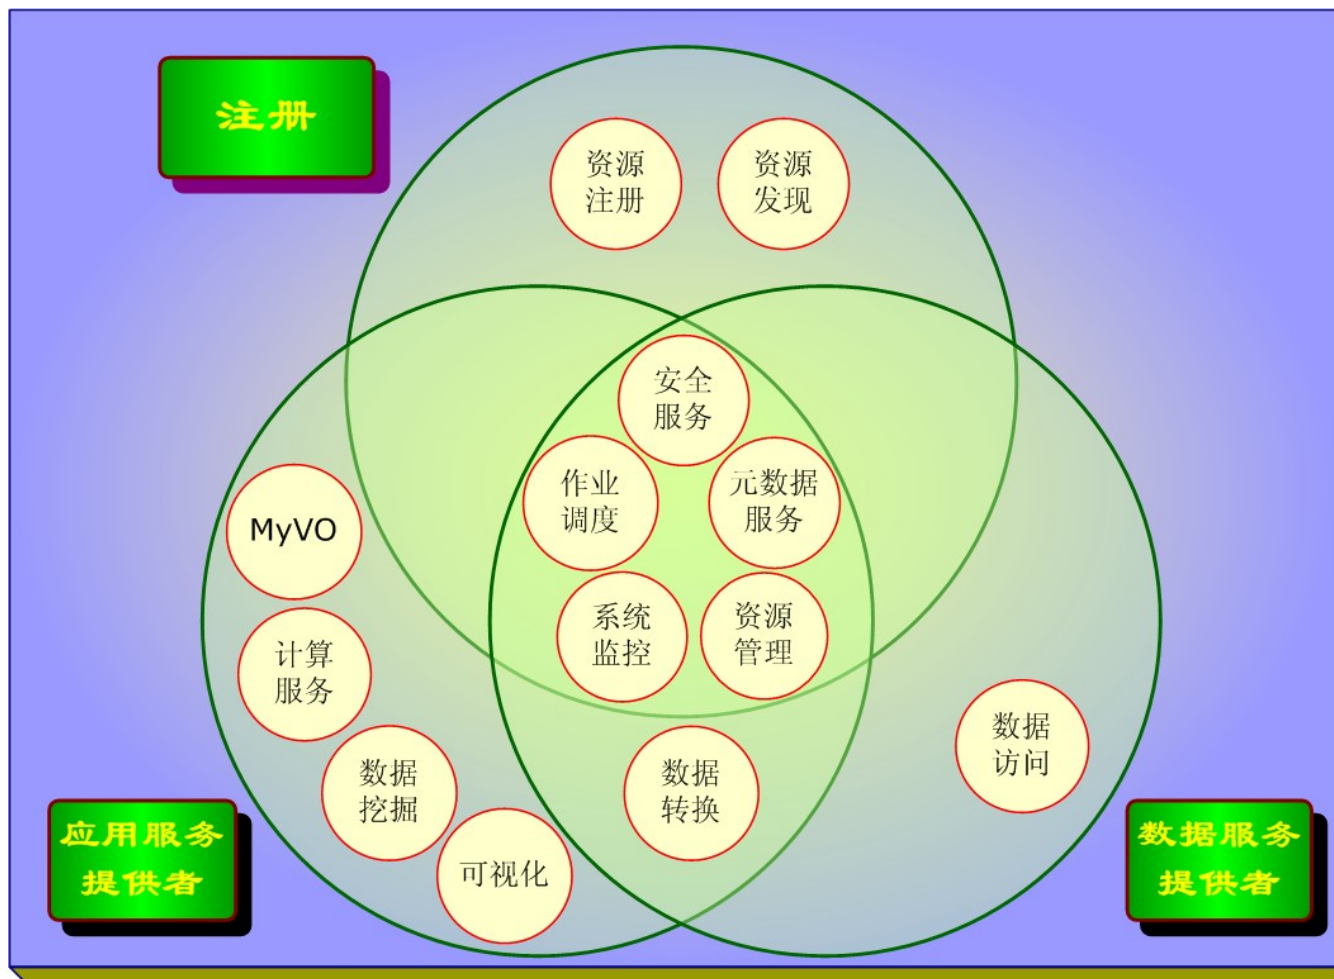 注册
资源
注册
资源
发现
安全
服务
作业
调度
元数据
服务
MyVO
系统
监控
资源
管理
计算
服务
数据
访问
数据
挖掘
数据
转换
可视化
应用服务
提供者
数据服务
提供者